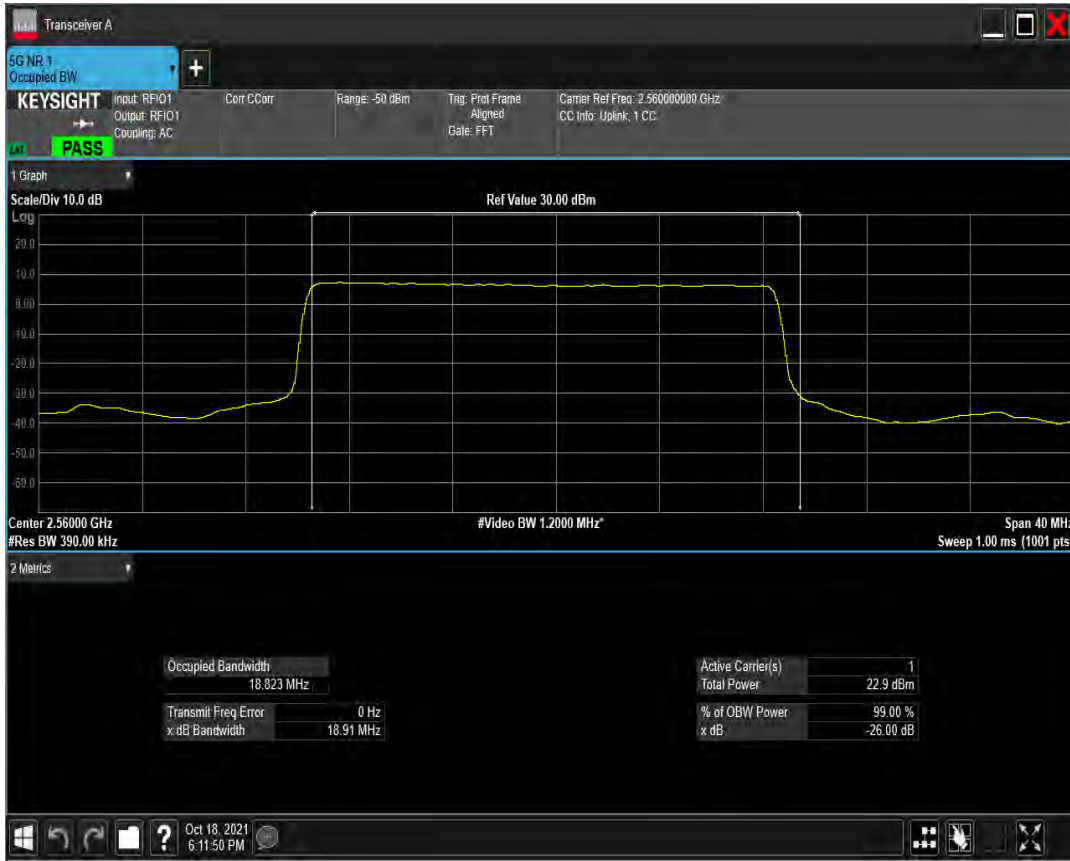 Transceiver A
5G NR 1
Occupied BW
+
KEYSIGHT
PASS
Input: RFIO1
Output: RFIO1
Coupling: AC
Corr CCorr
Range: -50 dBm
Trig: Prot Frame
Aligned
Gate: FFT
Carrier Ref Freq: 2.560000000 GHz
CC Info: Uplink, 1 CC
1 Graph
Scale/Div 10.0 dB
Ref Value 30.00 dBm
Log
20.0
10.0
0.00
-10.0
-20.0
-30.0
-40.0
-50.0
-60.0
Center 2.56000 GHz
#Video BW 1.2000 MHz*
Span 40 MHz
#Res BW 390.00 kHz
Sweep 1.00 ms (1001 pts
2 Metrics
Occupied Bandwidth
18.823 MHz
Transmit Freq Error 0 Hz
x dB Bandwidth 18.91 MHz
Active Carrier(s) 1
Total Power 22.9 dBm
% of OBW Power 99.00 %
x dB -26.00 dB
?
Oct 18, 2021
6:11:50 PM